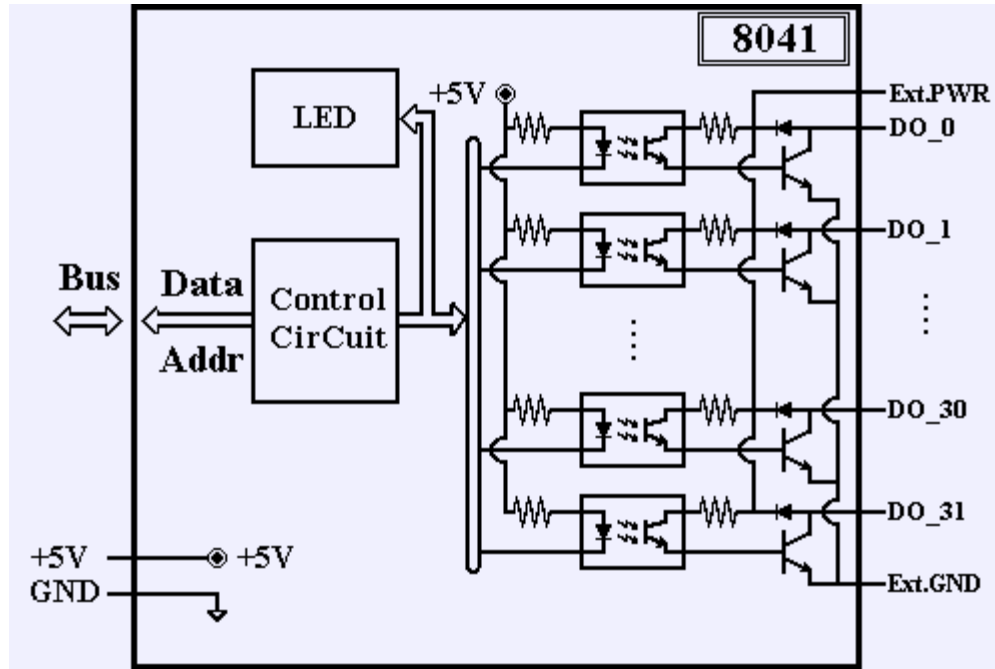 8041
LED
+5V
Ext.PWR
DO_0
DO_1
Bus
Data
Addr
Control
CirCuit
DO_30
DO_31
+5V
+5V
GND
Ext.GND